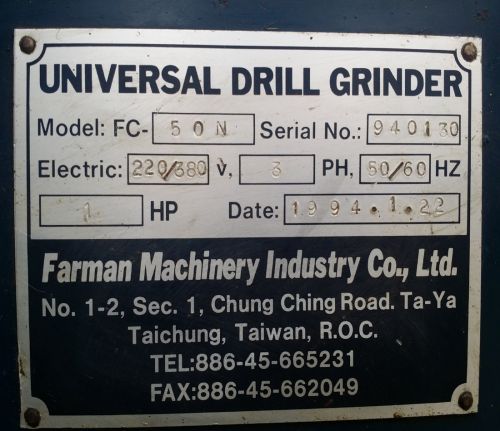 UNIVERSAL DRILL GRINDER
Model: FC- 50N Serial No.: 940130
Electric: 220/380 V, 3 PH, 50/60 HZ
1 HP Date: 1994.1.22
Farman Machinery Industry Co., Ltd.
No. 1-2, Sec. 1, Chung Ching Road. Ta-Ya
Taichung, Taiwan, R.O.C.
TEL:886-45-665231
FAX:886-45-662049